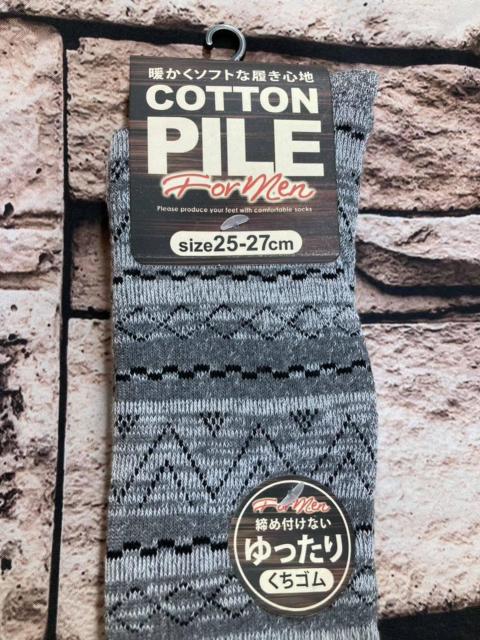 暖かくソフトな履き心地
COTTON
PILE
For Men
Please produce your feet with comfortable socks
size25-27cm
For Men
締め付けない
ゆったり
くちゴム